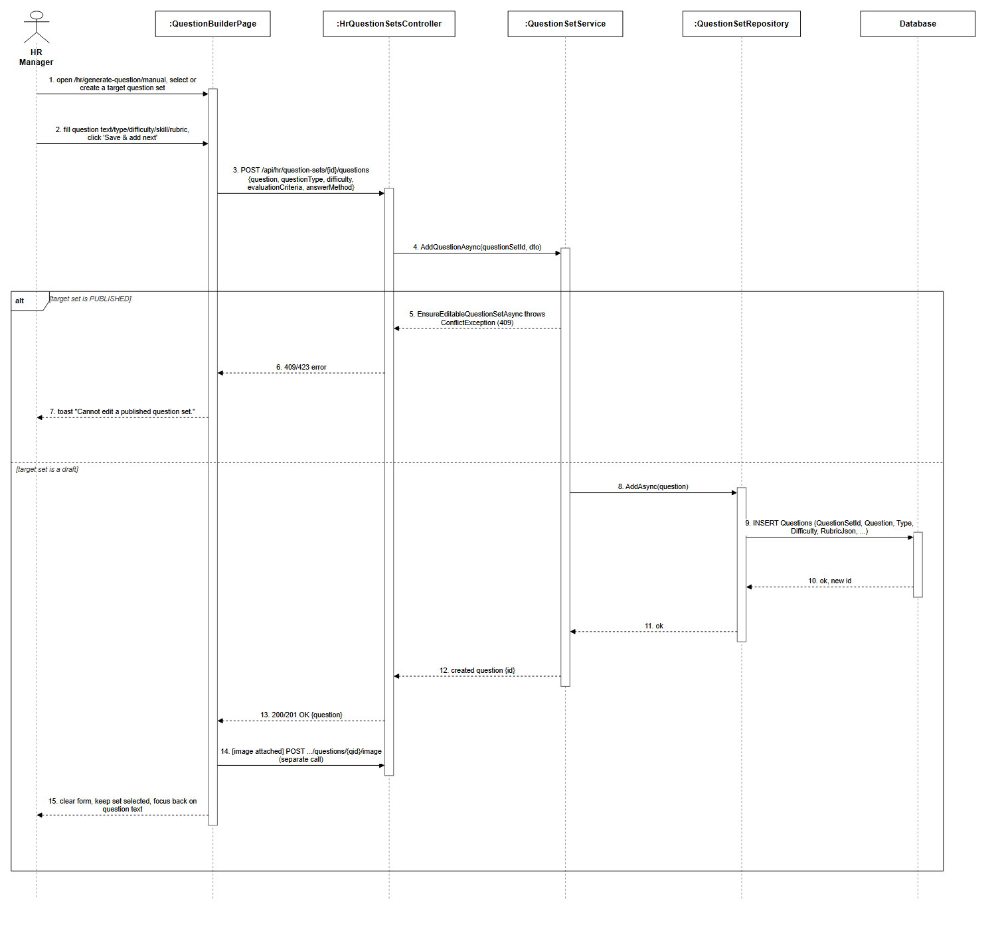 :QuestionBuilderPage
:HrQuestionSetsController
:QuestionSetService
:QuestionSetRepository
Database
HR
Manager
1. open /hr/generate-question/manual, select or
create a target question set
2. fill question text/type/difficulty/skill/rubric,
click 'Save & add next'
3. POST /api/hr/question-sets/{id}/questions
{question, questionType, difficulty,
evaluationCriteria, answerMethod}
4. AddQuestionAsync(questionSetId, dto)
alt
[target set is PUBLISHED]
5. EnsureEditableQuestionSetAsync throws
ConflictException (409)
6. 409/423 error
7. toast "Cannot edit a published question set."
[target set is a draft]
8. AddAsync(question)
9. INSERT Questions (QuestionSetId, Question, Type,
Difficulty, RubricJson, ...)
10. ok, new id
11. ok
12. created question {id}
13. 200/201 OK {question}
14. [image attached] POST .../questions/{qid}/image
(separate call)
15. clear form, keep set selected, focus back on
question text